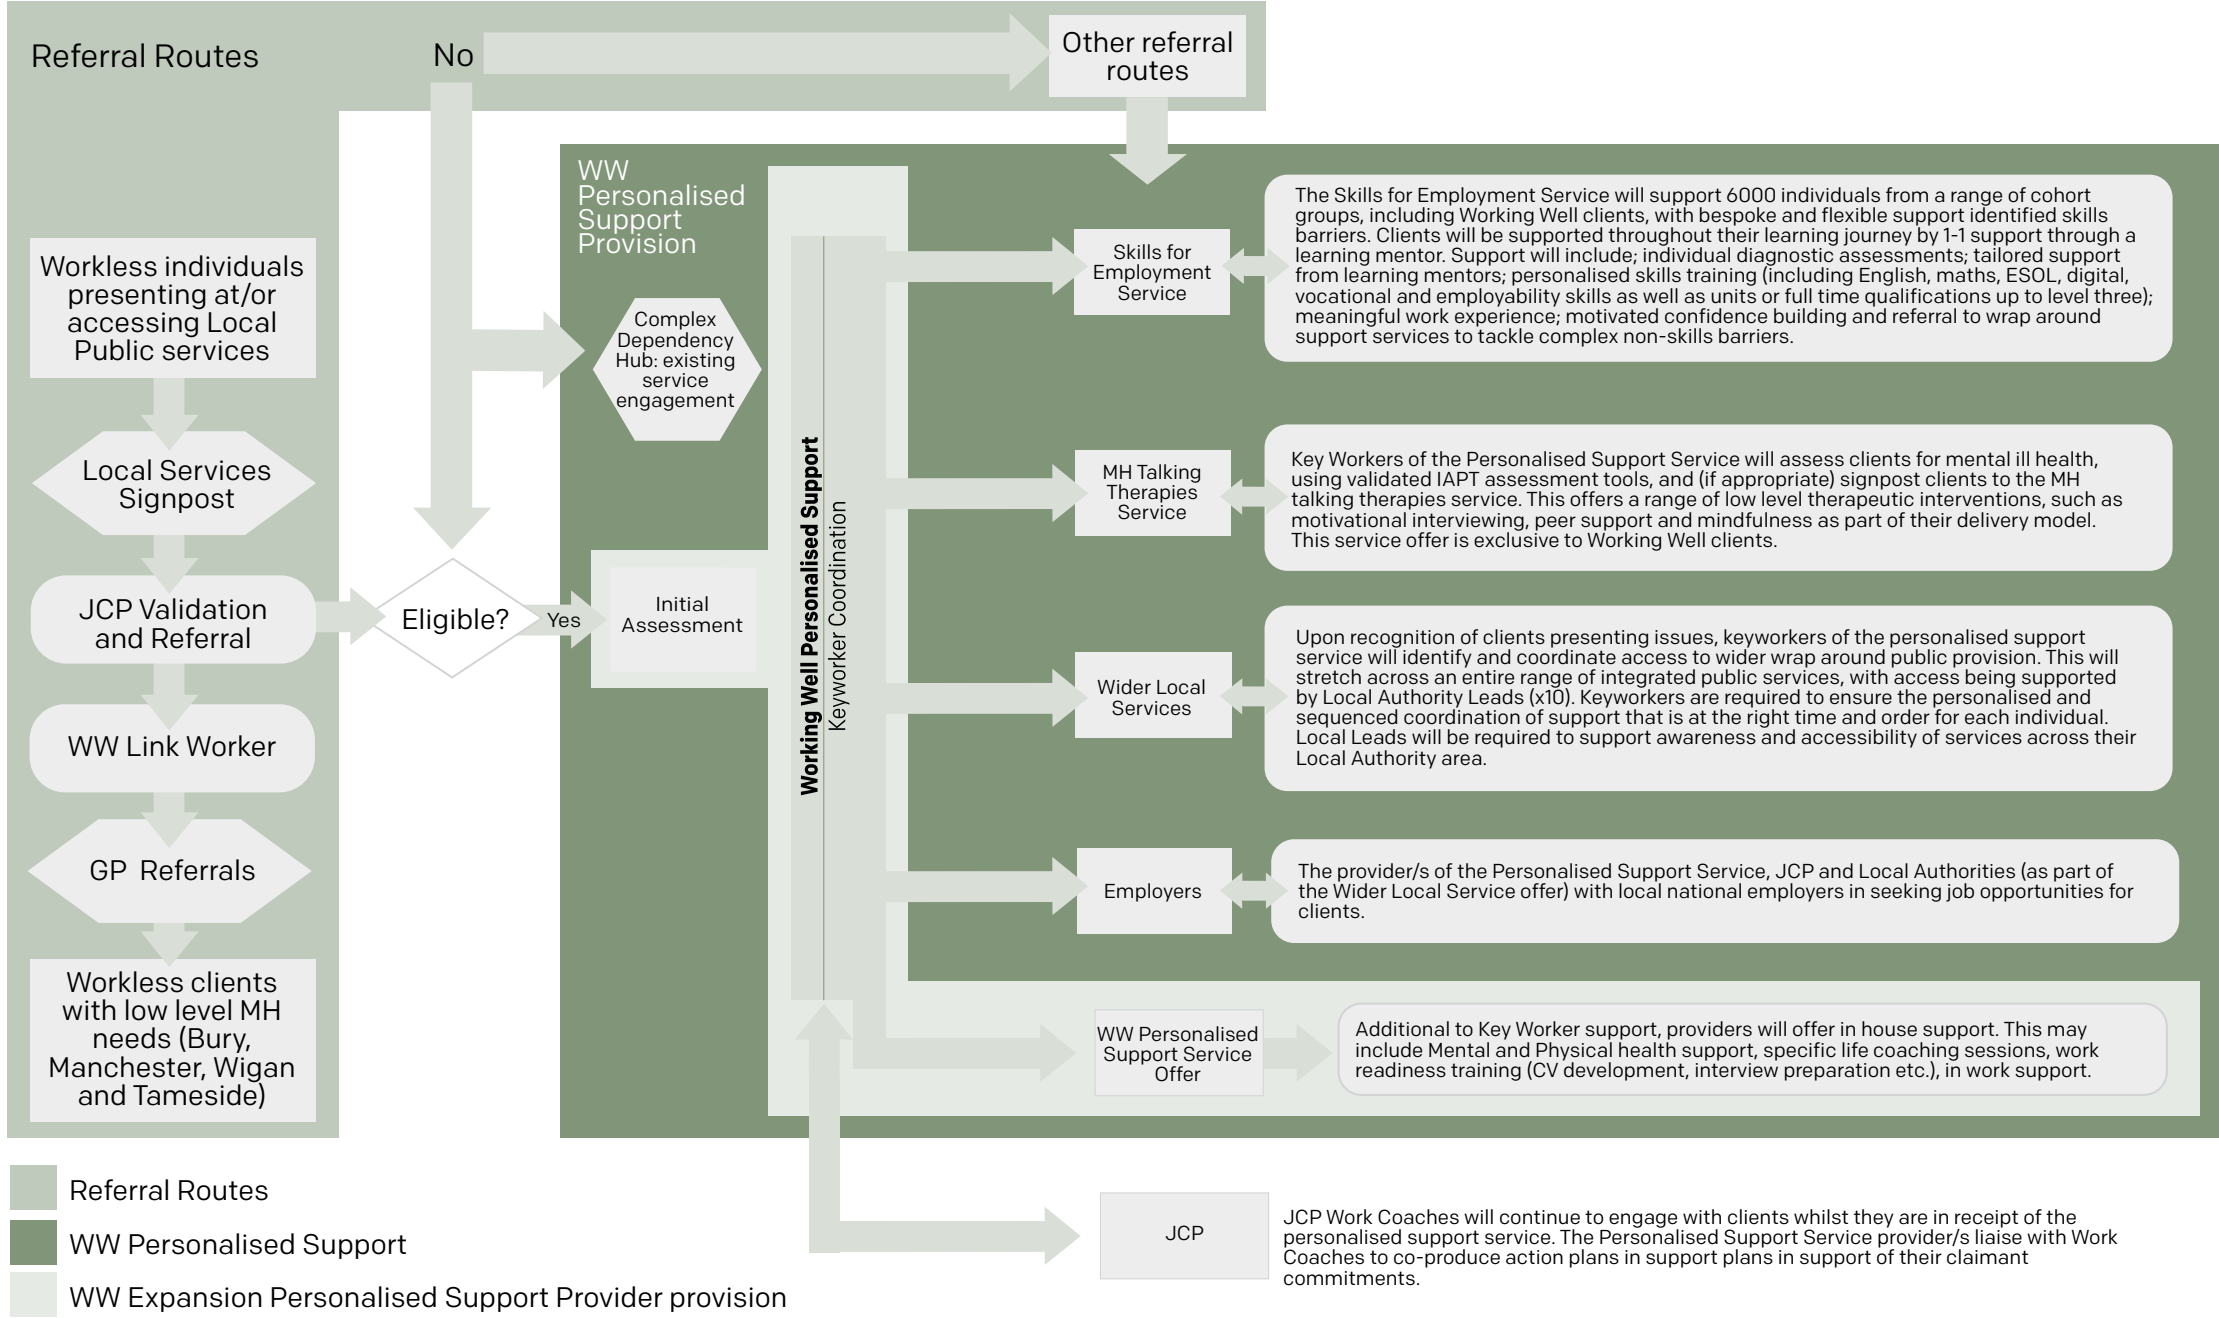 Referral Routes
No
Other referral
routes
Workless individuals
presenting at/or
accessing Local
Public services
Local Services
Signpost
JCP Validation
and Referral
WW Link Worker
GP  Referrals
Workless clients
with low level MH
needs (Bury,
Manchester, Wigan
and Tameside)
Eligible?
Yes
WW
Personalised
Support
Provision
Complex
Dependency
Hub: existing
service
engagement
Initial
Assessment
Working Well Personalised Support
Keyworker Coordination
Skills for
Employment
Service
The Skills for Employment Service will support 6000 individuals from a range of cohort
groups, including Working Well clients, with bespoke and flexible support identified skills
barriers. Clients will be supported throughout their learning journey by 1-1 support through a
learning mentor. Support will include; individual diagnostic assessments; tailored support
from learning mentors; personalised skills training (including English, maths, ESOL, digital,
vocational and employability skills as well as units or full time qualifications up to level three);
meaningful work experience; motivated confidence building and referral to wrap around
support services to tackle complex non-skills barriers.
MH Talking
Therapies
Service
Key Workers of the Personalised Support Service will assess clients for mental ill health,
using validated IAPT assessment tools, and (if appropriate) signpost clients to the MH
talking therapies service. This offers a range of low level therapeutic interventions, such as
motivational interviewing, peer support and mindfulness as part of their delivery model.
This service offer is exclusive to Working Well clients.
Wider Local
Services
Upon recognition of clients presenting issues, keyworkers of the personalised support
service will identify and coordinate access to wider wrap around public provision. This will
stretch across an entire range of integrated public services, with access being supported
by Local Authority Leads (x10). Keyworkers are required to ensure the personalised and
sequenced coordination of support that is at the right time and order for each individual.
Local Leads will be required to support awareness and accessibility of services across their
Local Authority area.
Employers
The provider/s of the Personalised Support Service, JCP and Local Authorities (as part of
the Wider Local Service offer) with local national employers in seeking job opportunities for
clients.
WW Personalised
Support Service
Offer
Additional to Key Worker support, providers will offer in house support. This may
include Mental and Physical health support, specific life coaching sessions, work
readiness training (CV development, interview preparation etc.), in work support.
JCP
JCP Work Coaches will continue to engage with clients whilst they are in receipt of the
personalised support service. The Personalised Support Service provider/s liaise with Work
Coaches to co-produce action plans in support plans in support of their claimant
commitments.
Referral Routes
WW Personalised Support
WW Expansion Personalised Support Provider provision